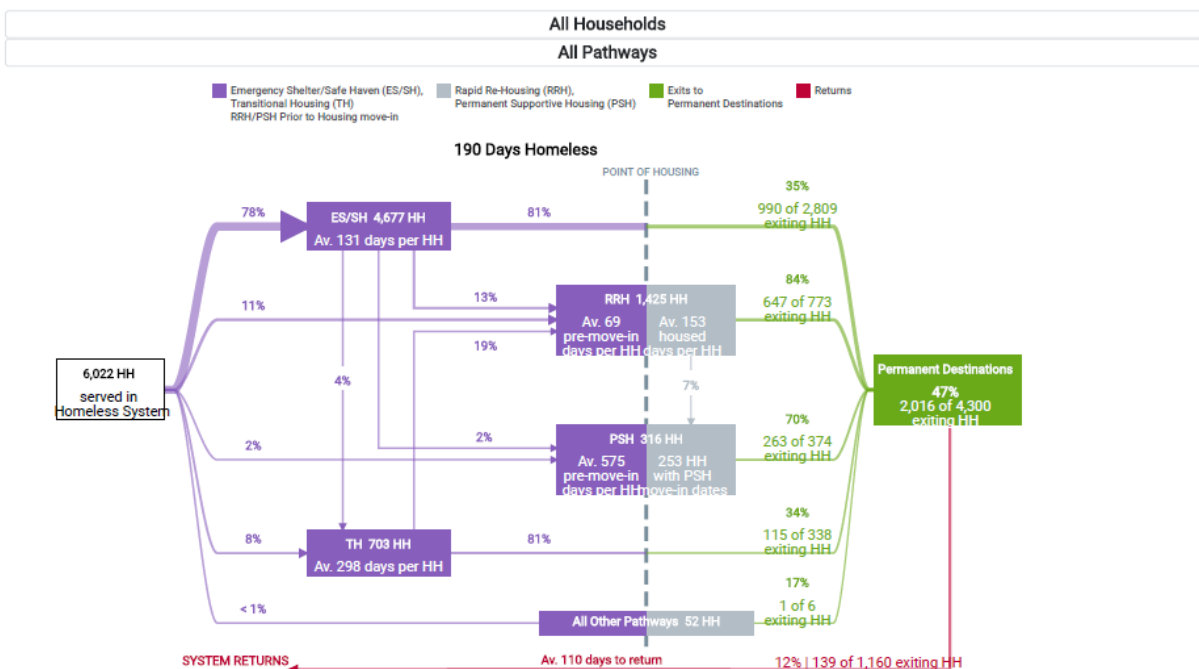 All Households
All Pathways
Emergency Shelter/Safe Haven (ES/SH),
Transitional Housing (TH)
RRH/PSH Prior to Housing move-in
Rapid Re-Housing (RRH),
Permanent Supportive Housing (PSH)
Exits to
Permanent Destinations
Returns
190 Days Homeless
POINT OF HOUSING
78%
ES/SH 4,677 HH
Av. 131 days per HH
81%
35%
990 of 2,809
exiting HH
11%
13%
19%
RRH 1,425 HH
Av. 69
pre-move-in
days per HH
Av. 153
housed
days per HH
84%
647 of 773
exiting HH
6,022 HH
served in
Homeless System
4%
7%
Permanent Destinations
47%
2,016 of 4,300
exiting HH
2%
2%
PSH 316 HH
Av. 575
pre-move-in
days per HH
253 HH
with PSH
move-in dates
70%
263 of 374
exiting HH
8%
TH 703 HH
Av. 298 days per HH
81%
34%
115 of 338
exiting HH
< 1%
All Other Pathways 52 HH
17%
1 of 6
exiting HH
SYSTEM RETURNS
Av. 110 days to return
12% | 139 of 1,160 exiting HH